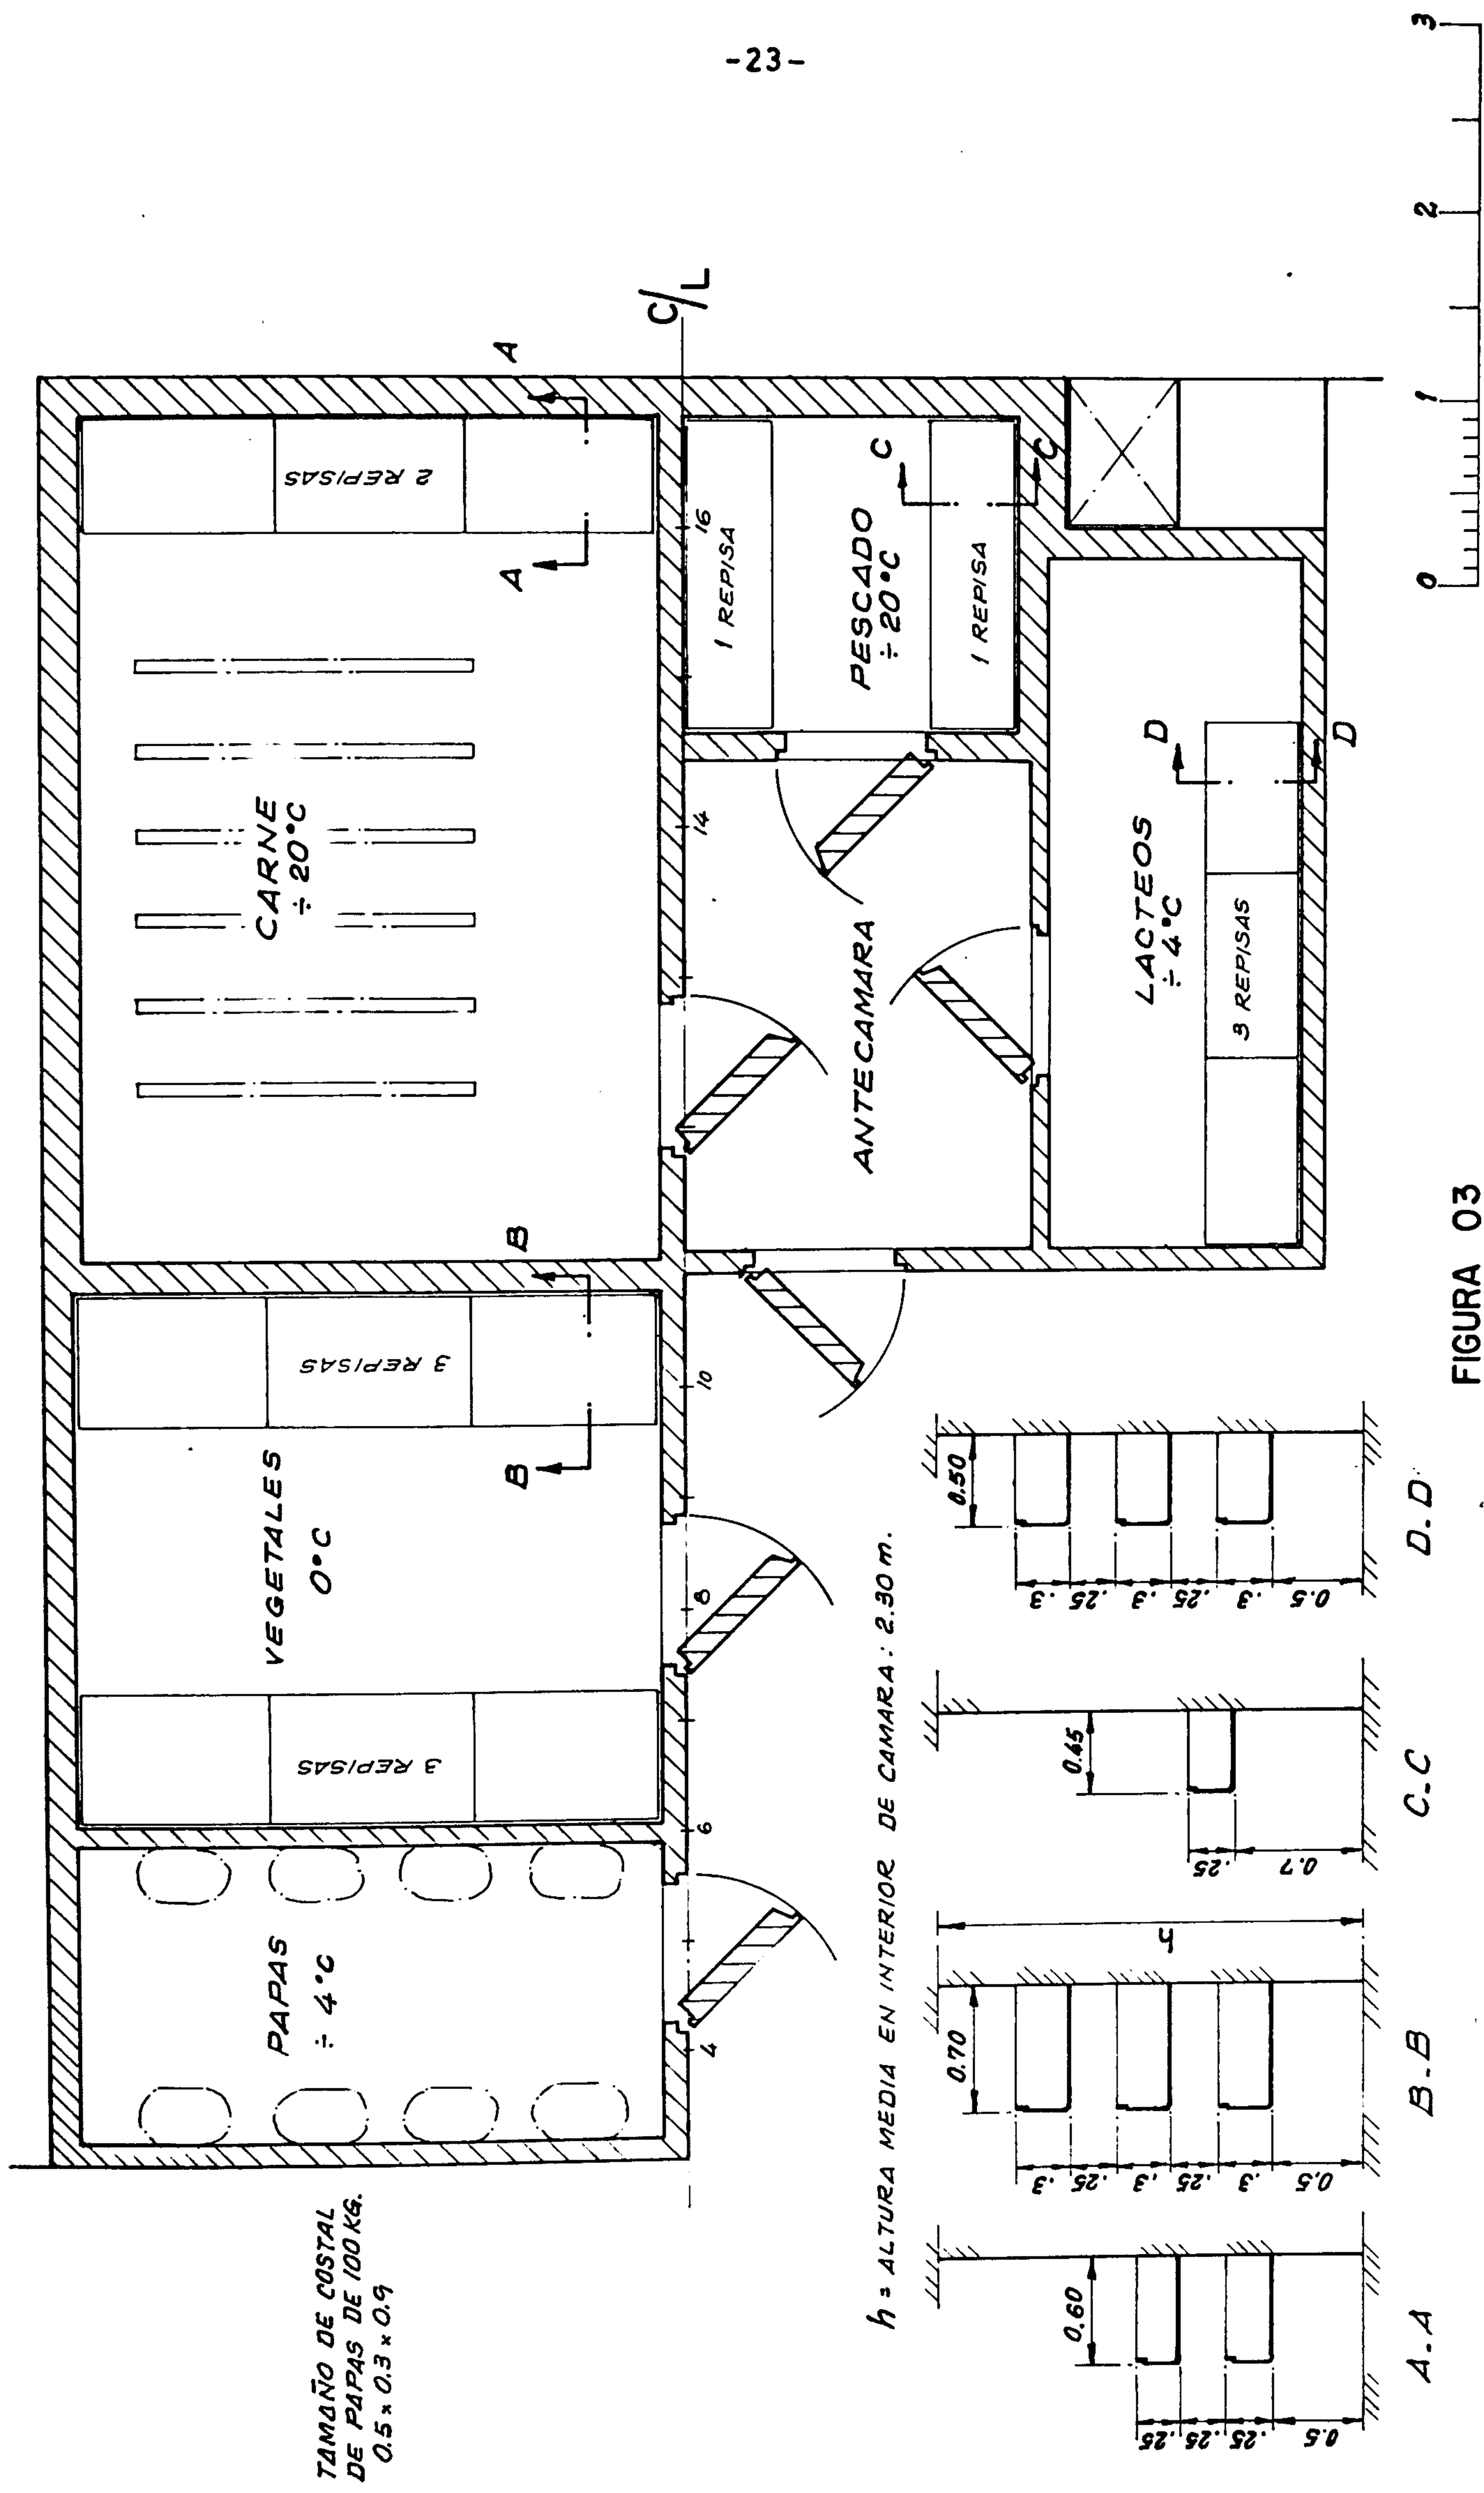 -23-
TAMAÑO DE COSTAL
DE PAPAS DE 100 KG.
0.5 x 0.3 x 0.9
PAPAS
÷ 4°C
VEGETALES
0°C
3 REPISAS
3 REPISAS
B
B
CARNE
÷ 20°C
2 REPISAS
A
A
C/L
4
6
8
10
14
16
ANTECAMARA
PESCADO
÷ 20°C
1 REPISA
1 REPISA
C
C
LACTEOS
÷ 4°C
3 REPISAS
D
D
h = ALTURA MEDIA EN INTERIOR DE CAMARA: 2.30 m.
0.60
.25
.25
.25
0.5
A-A
0.70
.3
.25
.3
.25
.3
0.5
h
B-B
0.45
.25
0.7
C-C
0.50
.3
.25
.3
.25
.3
0.5
D-D
FIGURA 03
0
1
2
3